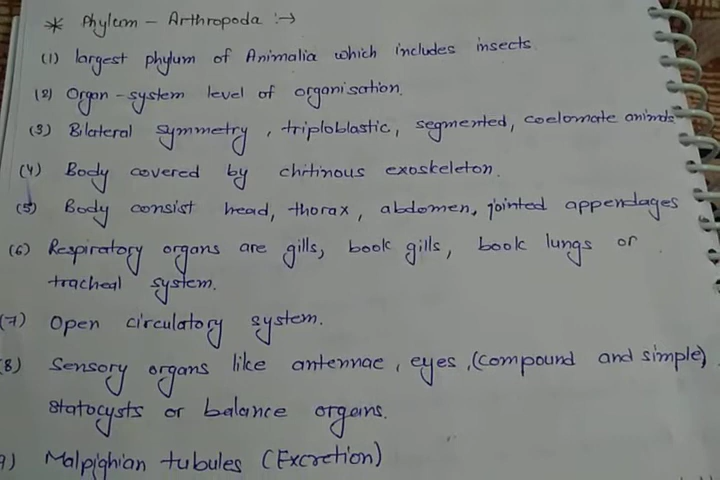 * Phylum - Arthropoda :→
(1) largest phylum of Animalia which includes insects
(2) Organ-system level of organisation.
(3) Bilateral symmetry, triploblastic, segmented, coelomate animals
(4) Body covered by chitinous exoskeleton.
(5) Body consist head, thorax, abdomen, jointed appendages
(6) Respiratory organs are gills, book gills, book lungs or
tracheal system.
(7) Open circulatory system.
(8) Sensory organs like antennae, eyes, (compound and simple)
statocysts or balance organs.
9) Malpighian tubules (Excretion)